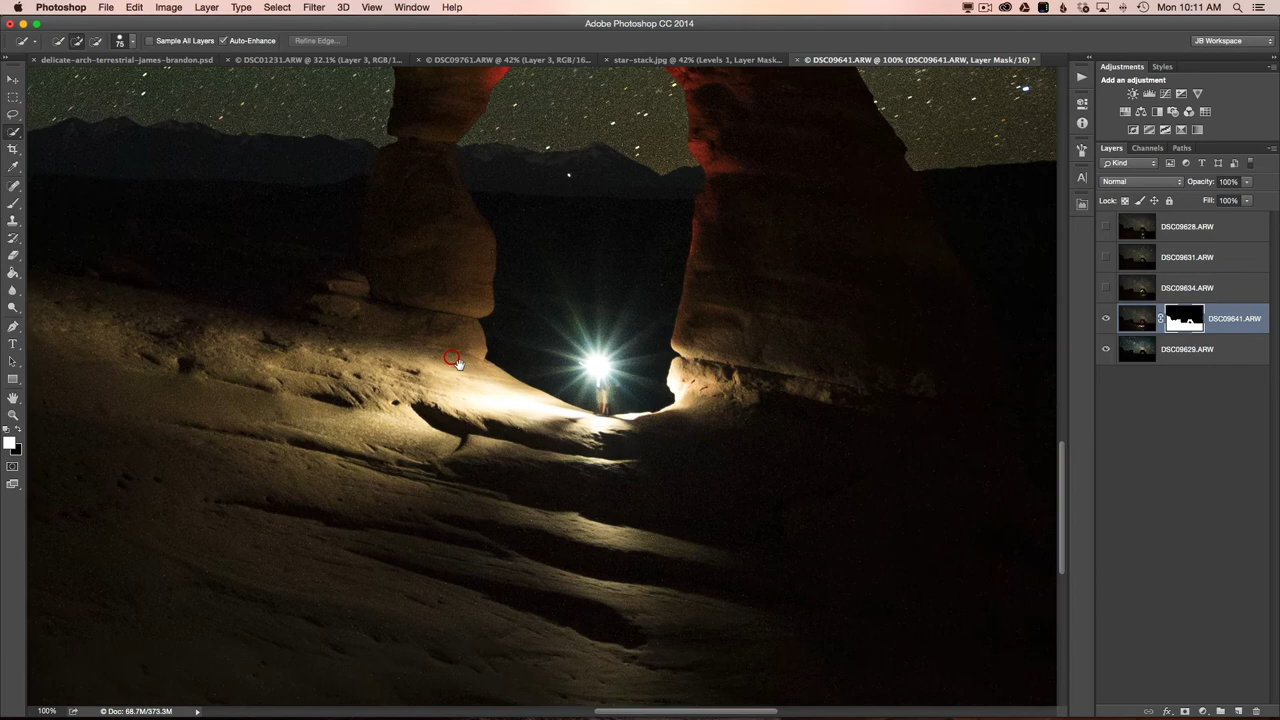 Photoshop File Edit Image Layer Type Select Filter 3D View Window Help
Mon 10:11 AM
Adobe Photoshop CC 2014
75 Sample All Layers Auto-Enhance Refine Edge... JB Workspace
delicate-arch-terrestrial-james-brandon.psd © DSC01231.ARW @ 32.1% (Layer 3, RGB/1... © DSC09761.ARW @ 42% (Layer 3, RGB/16... star-stack.jpg @ 42% (Levels 1, Layer Mask... © DSC09641.ARW @ 100% (DSC09641.ARW, Layer Mask/16) *
Adjustments Styles
Add an adjustment
Layers Channels Paths
Kind
Normal Opacity: 100%
Lock: Fill: 100%
DSC09628.ARW
DSC09631.ARW
DSC09634.ARW
DSC09641.ARW
DSC09629.ARW
100% © Doc: 68.7M/373.3M